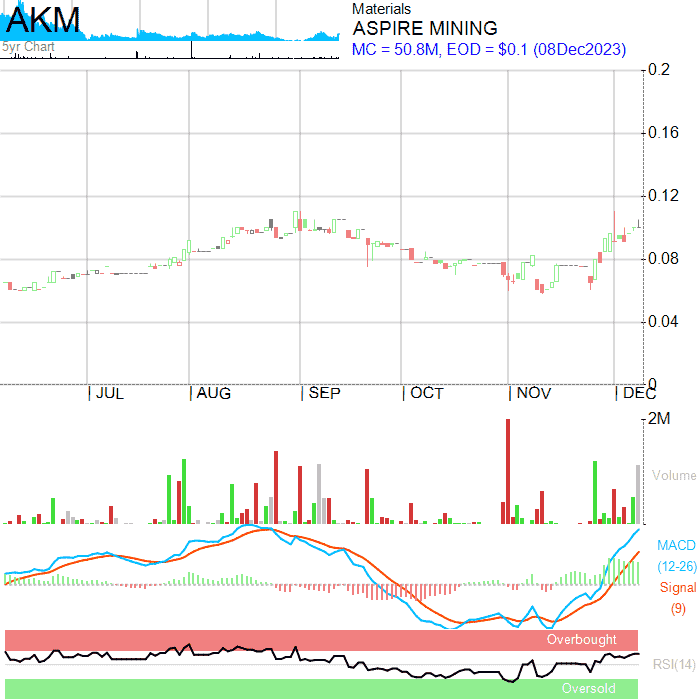 AKM
5yr Chart
Materials
ASPIRE MINING
MC = 50.8M, EOD = $0.1 (08Dec2023)
0.2
0.16
0.12
0.08
0.04
0
JUL AUG SEP OCT NOV DEC
2M
Volume
MACD
(12-26)
Signal
(9)
Overbought
RSI(14)
Oversold